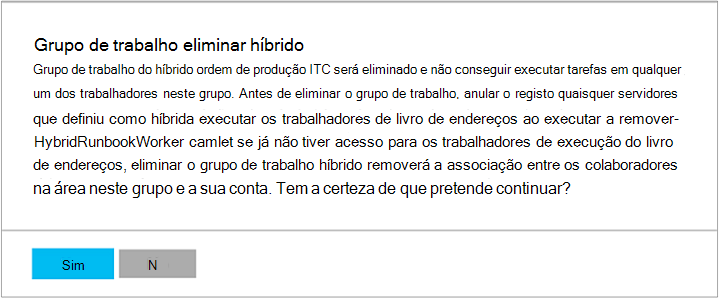 Grupo de trabalho eliminar híbrido
Grupo de trabalho do híbrido ordem de produção ITC será eliminado e não conseguir executar tarefas em qualquer
um dos trabalhadores neste grupo. Antes de eliminar o grupo de trabalho, anular o registo quaisquer servidores
que definiu como híbrida executar os trabalhadores de livro de endereços ao executar a remover-
HybridRunbookWorker camlet se já não tiver acesso para os trabalhadores de execução do livro
de endereços, eliminar o grupo de trabalho híbrido removerá a associação entre os colaboradores
na área neste grupo e a sua conta. Tem a certeza de que pretende continuar?
Sim
N